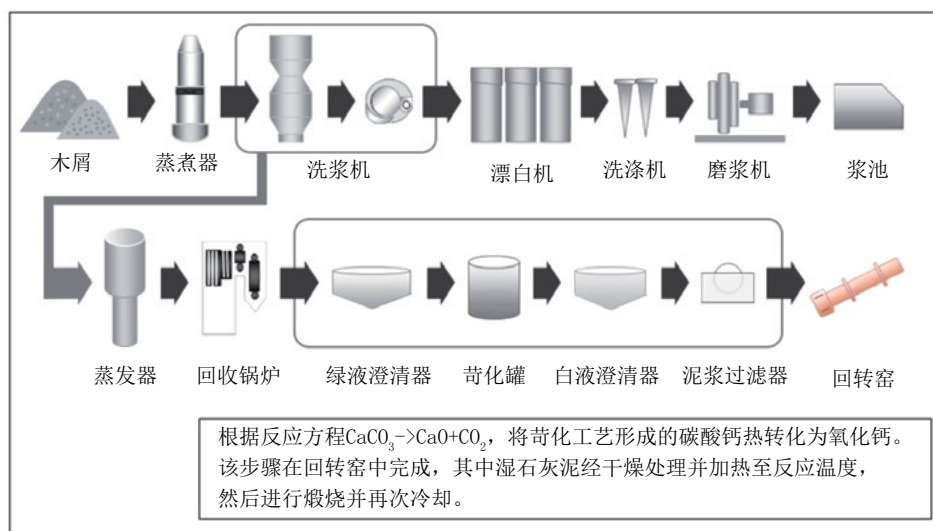 木屑
蒸煮器
洗浆机
漂白机
洗涤机
磨浆机
浆池
蒸发器
回收锅炉
绿液澄清器
苛化罐
白液澄清器
泥浆过滤器
回转窑
根据反应方程CaCO₃->CaO+CO₂，将苛化工艺形成的碳酸钙热转化为氧化钙。
该步骤在回转窑中完成，其中湿石灰泥经干燥处理并加热至反应温度，
然后进行煅烧并再次冷却。